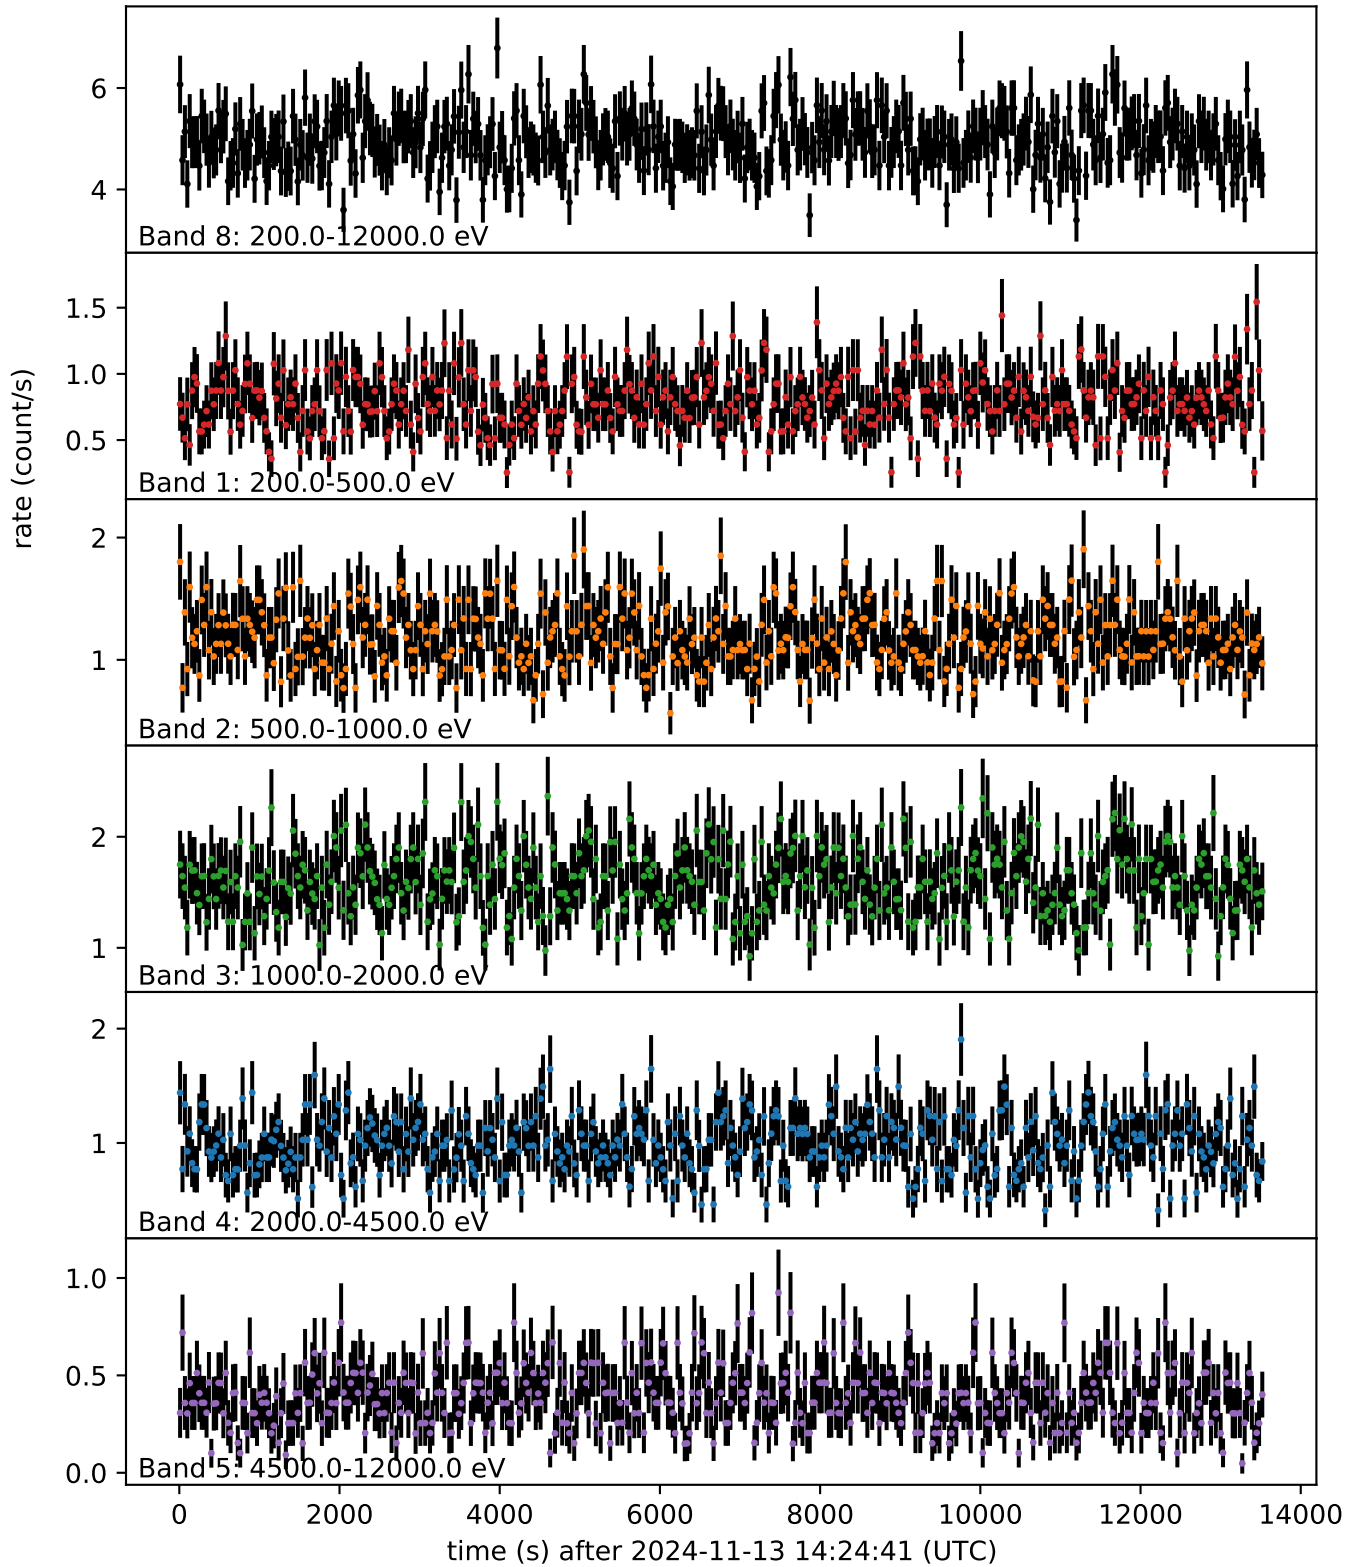 6
4
Band 8: 200.0-12000.0 eV
1.5
1.0
0.5
Band 1: 200.0-500.0 eV
rate (count/s)
2
1
Band 2: 500.0-1000.0 eV
2
1
Band 3: 1000.0-2000.0 eV
2
1
Band 4: 2000.0-4500.0 eV
1.0
0.5
0.0
Band 5: 4500.0-12000.0 eV
0 2000 4000 6000 8000 10000 12000 14000
time (s) after 2024-11-13 14:24:41 (UTC)